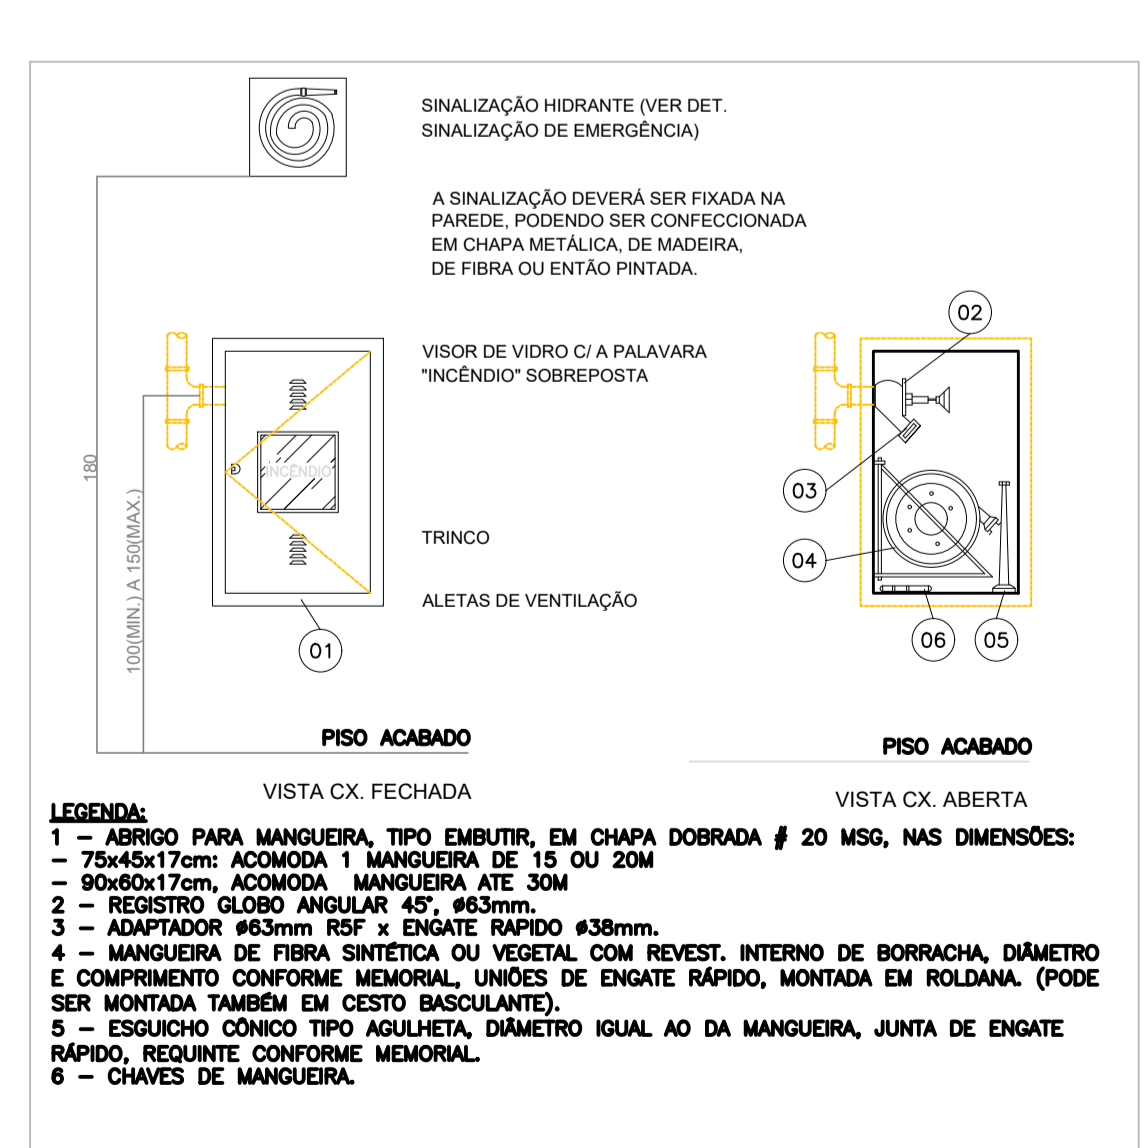 SINALIZAÇÃO HIDRANTE (VER DET.
SINALIZAÇÃO DE EMERGÊNCIA)
A SINALIZAÇÃO DEVERÁ SER FIXADA NA
PAREDE, PODENDO SER CONFECCIONADA
EM CHAPA METÁLICA, DE MADEIRA,
DE FIBRA OU ENTÃO PINTADA.
VISOR DE VIDRO C/ A PALAVARA
"INCÊNDIO" SOBREPOSTA
INCÊNDIO
TRINCO
ALETAS DE VENTILAÇÃO
180
100(MIN.) A 150(MAX.)
01
02
03
04
06
05
PISO ACABADO
VISTA CX. FECHADA
PISO ACABADO
VISTA CX. ABERTA
LEGENDA:
1 – ABRIGO PARA MANGUEIRA, TIPO EMBUTIR, EM CHAPA DOBRADA # 20 MSG, NAS DIMENSÕES:
– 75x45x17cm: ACOMODA 1 MANGUEIRA DE 15 OU 20M
– 90x60x17cm, ACOMODA MANGUEIRA ATE 30M
2 – REGISTRO GLOBO ANGULAR 45°, ø63mm.
3 – ADAPTADOR ø63mm R5F x ENGATE RAPIDO ø38mm.
4 – MANGUEIRA DE FIBRA SINTÉTICA OU VEGETAL COM REVEST. INTERNO DE BORRACHA, DIÂMETRO
E COMPRIMENTO CONFORME MEMORIAL, UNIÕES DE ENGATE RÁPIDO, MONTADA EM ROLDANA. (PODE
SER MONTADA TAMBÉM EM CESTO BASCULANTE).
5 – ESGUICHO CÔNICO TIPO AGULHETA, DIÂMETRO IGUAL AO DA MANGUEIRA, JUNTA DE ENGATE
RÁPIDO, REQUINTE CONFORME MEMORIAL.
6 – CHAVES DE MANGUEIRA.